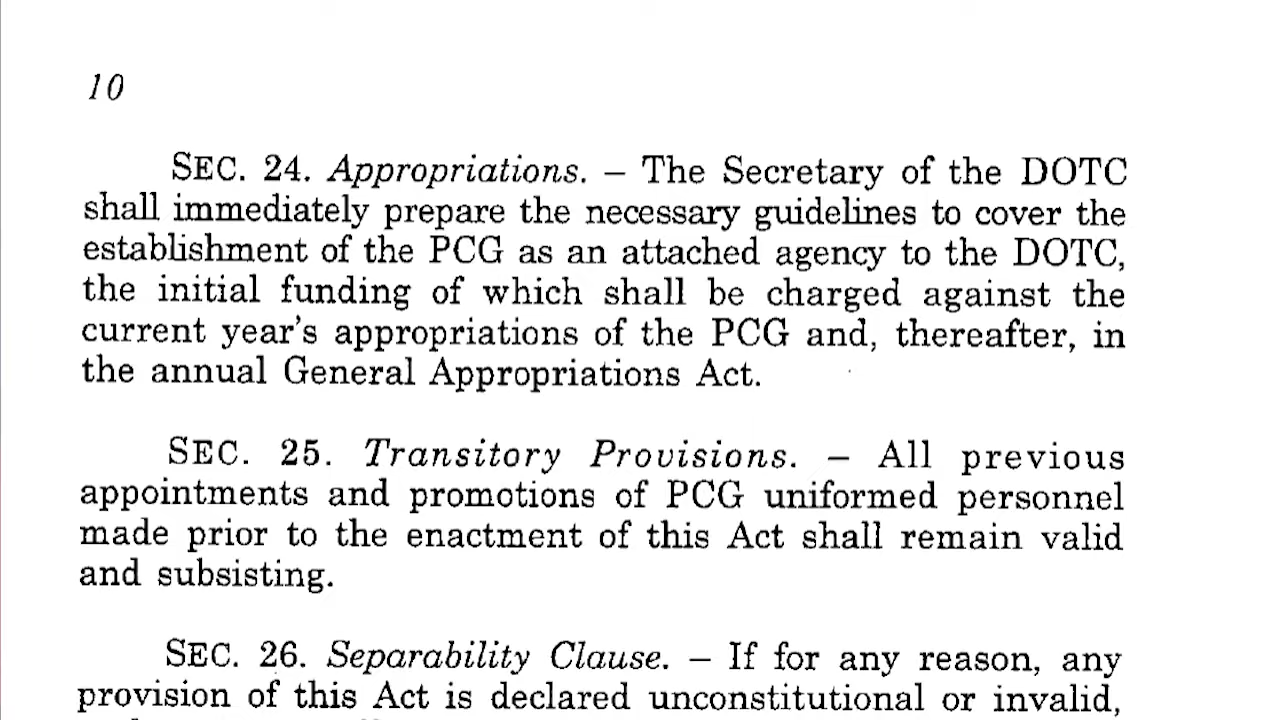 10
SEC. 24. Appropriations. – The Secretary of the DOTC
shall immediately prepare the necessary guidelines to cover the
establishment of the PCG as an attached agency to the DOTC,
the initial funding of which shall be charged against the
current year's appropriations of the PCG and, thereafter, in
the annual General Appropriations Act.
SEC. 25. Transitory Provisions. – All previous
appointments and promotions of PCG uniformed personnel
made prior to the enactment of this Act shall remain valid
and subsisting.
SEC. 26. Separability Clause. – If for any reason, any
provision of this Act is declared unconstitutional or invalid,